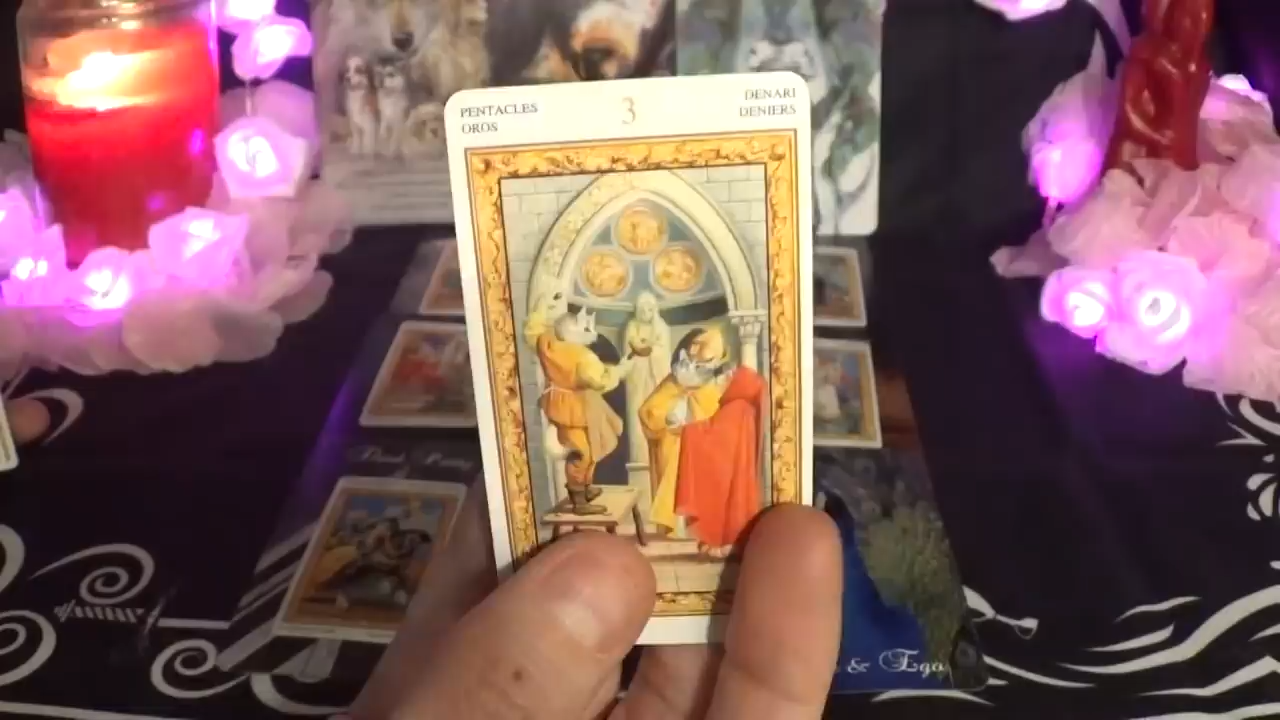 PENTACLES
OROS
3
DENARI
DENIERS
& Ego